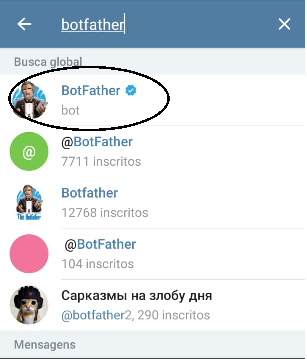 botfather
Busca global
BotFather
bot
@
@BotFather
7711 inscritos
Botfather
12768 inscritos
@BotFather
104 inscritos
Сарказмы на злобу дня
@botfather2, 290 inscritos
Mensagens